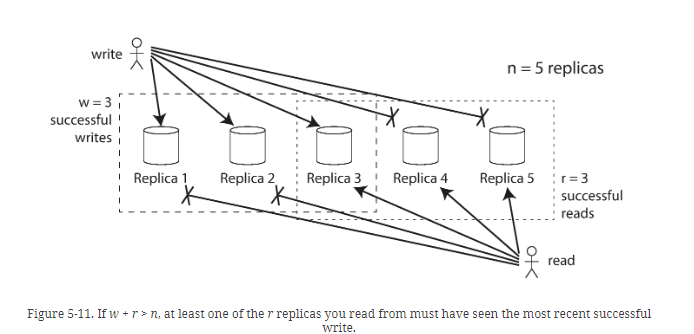 write
n = 5 replicas
w = 3
successful
writes
Replica 1
Replica 2
Replica 3
Replica 4
Replica 5
r = 3
successful
reads
read
Figure 5-11. If w + r > n, at least one of the r replicas you read from must have seen the most recent successful
write.